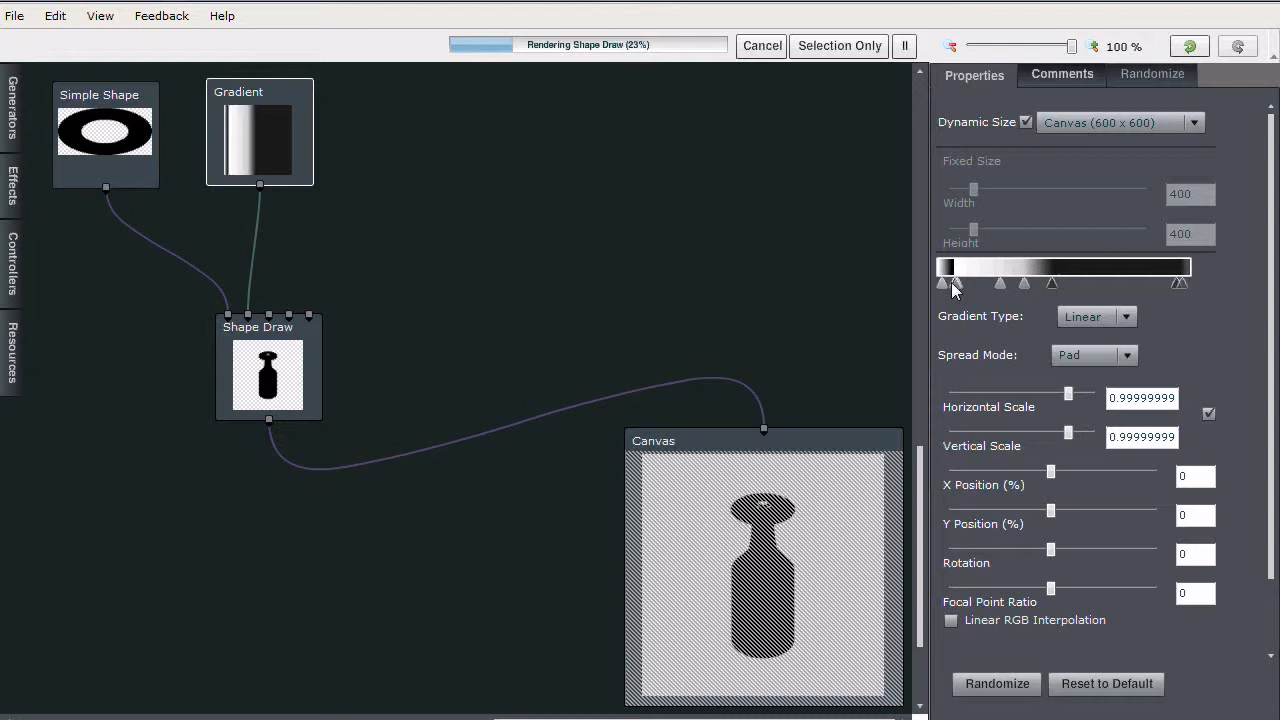 File Edit View Feedback Help
Rendering Shape Draw (23%) Cancel Selection Only 100 %
Generators
Effects
Controllers
Resources
Simple Shape
Gradient
Shape Draw
Canvas
Properties Comments Randomize
Dynamic Size Canvas (600 x 600)
Fixed Size
Width 400
Height 400
Gradient Type: Linear
Spread Mode: Pad
Horizontal Scale 0.99999999
Vertical Scale 0.99999999
X Position (%) 0
Y Position (%) 0
Rotation 0
Focal Point Ratio 0
Linear RGB Interpolation
Randomize Reset to Default